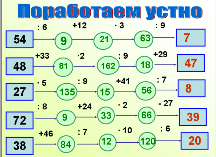 Поработаем устно
: 6 +12 · 3 : 9
54 9 21 63 7
+33 · 2 : 9 +29
48 81 162 18 47
· 5 : 9 +41 : 7
27 135 15 56 8
: 8 +24 · 2 - 27
72 9 33 66 39
+46 : 7 · 10 : 6
38 84 12 120 20